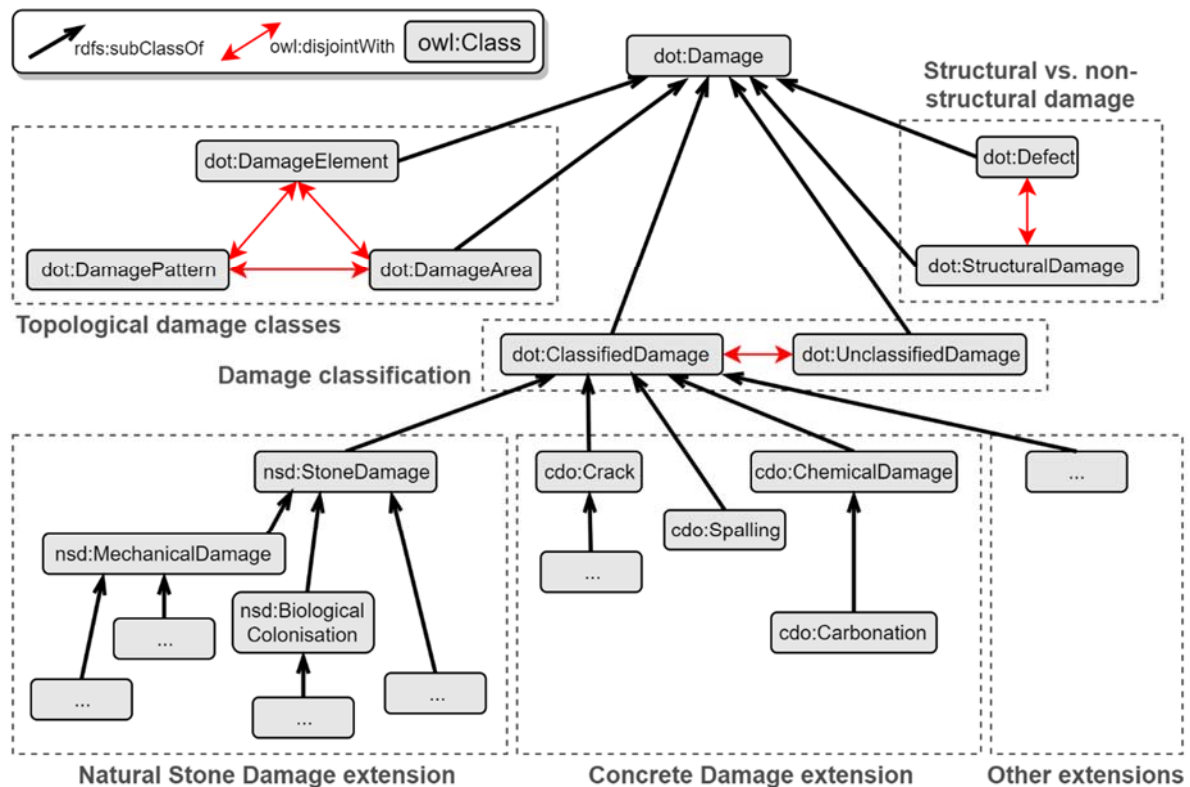 rdfs:subClassOf
owl:disjointWith
owl:Class
dot:Damage
Structural vs. non-
structural damage
dot:DamageElement
dot:Defect
dot:DamagePattern
dot:DamageArea
dot:StructuralDamage
Topological damage classes
dot:ClassifiedDamage
dot:UnclassifiedDamage
Damage classification
nsd:StoneDamage
cdo:Crack
cdo:ChemicalDamage
...
cdo:Spalling
nsd:MechanicalDamage
...
nsd:Biological
Colonisation
...
cdo:Carbonation
...
...
...
Natural Stone Damage extension
Concrete Damage extension
Other extensions